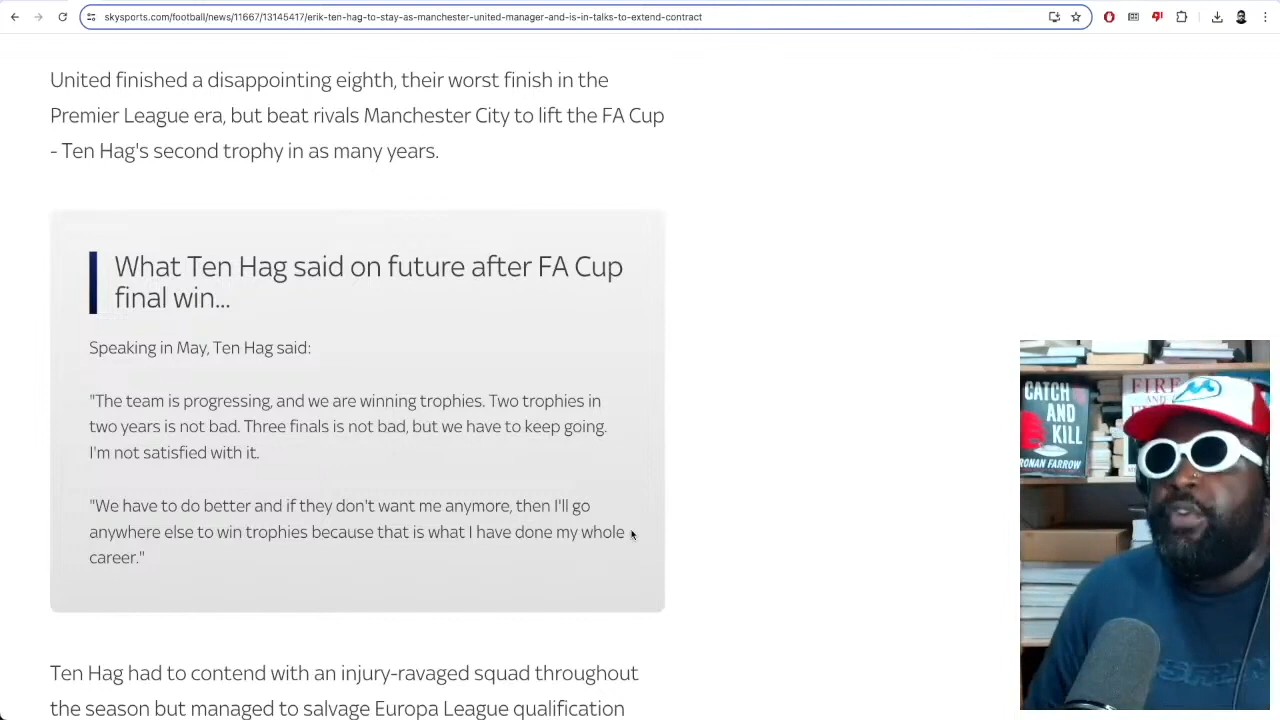 skysports.com/football/news/11667/13145417/erik-ten-hag-to-stay-as-manchester-united-manager-and-is-in-talks-to-extend-contract
United finished a disappointing eighth, their worst finish in the
Premier League era, but beat rivals Manchester City to lift the FA Cup
- Ten Hag's second trophy in as many years.
What Ten Hag said on future after FA Cup
final win...
Speaking in May, Ten Hag said:
"The team is progressing, and we are winning trophies. Two trophies in
two years is not bad. Three finals is not bad, but we have to keep going.
I'm not satisfied with it.
"We have to do better and if they don't want me anymore, then I'll go
anywhere else to win trophies because that is what I have done my whole
career."
Ten Hag had to contend with an injury-ravaged squad throughout
the season but managed to salvage Europa League qualification
CATCH
AND
KILL
RONAN FARROW
FIRE
AND